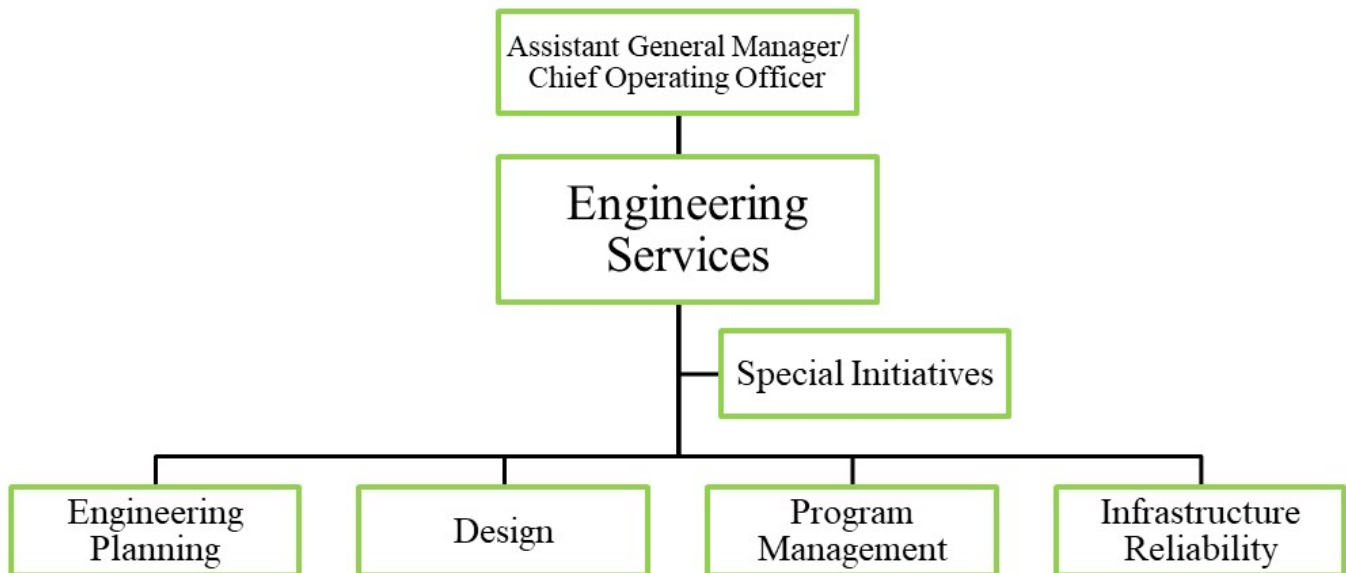 Assistant General Manager/
Chief Operating Officer
Engineering
Services
Special Initiatives
Engineering
Planning
Design
Program
Management
Infrastructure
Reliability